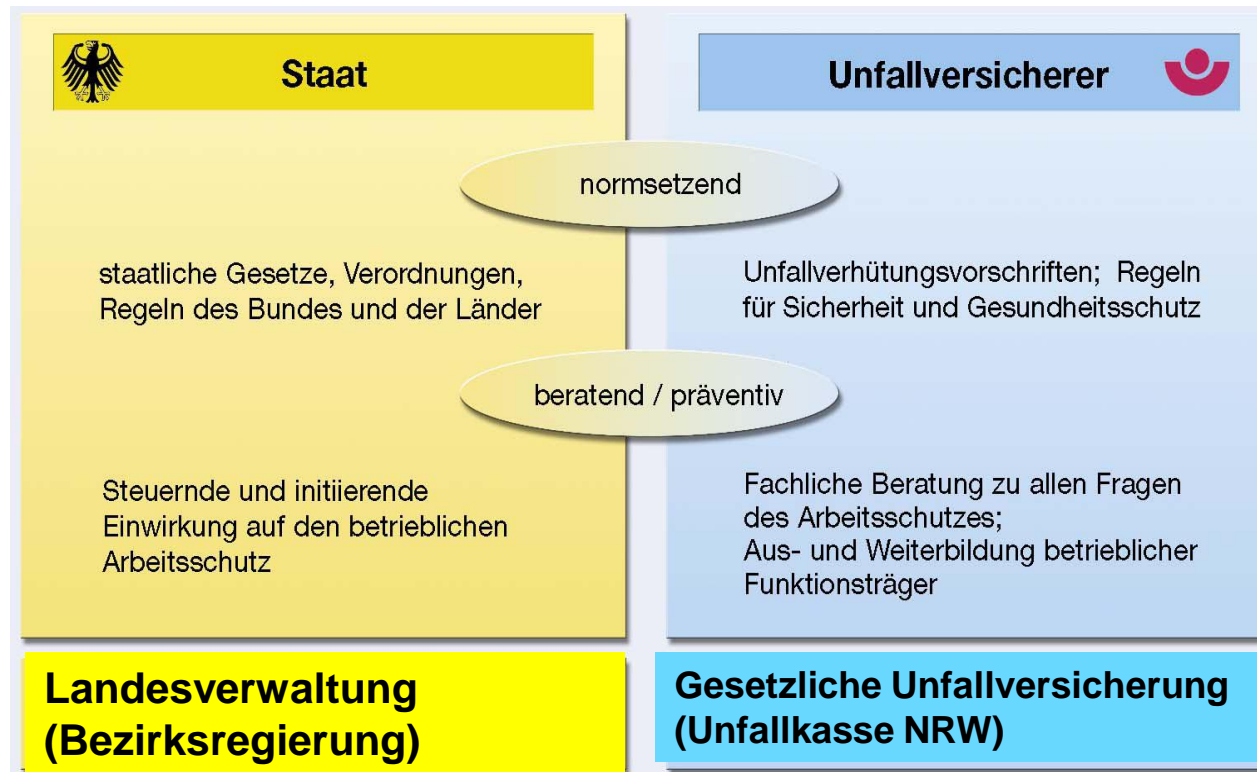 Staat
Unfallversicherer
normsetzend
staatliche Gesetze, Verordnungen,
Regeln des Bundes und der Länder
Unfallverhütungsvorschriften; Regeln
für Sicherheit und Gesundheitsschutz
beratend / präventiv
Steuernde und initiierende
Einwirkung auf den betrieblichen
Arbeitsschutz
Fachliche Beratung zu allen Fragen
des Arbeitsschutzes;
Aus- und Weiterbildung betrieblicher
Funktionsträger
Landesverwaltung
(Bezirksregierung)
Gesetzliche Unfallversicherung
(Unfallkasse NRW)